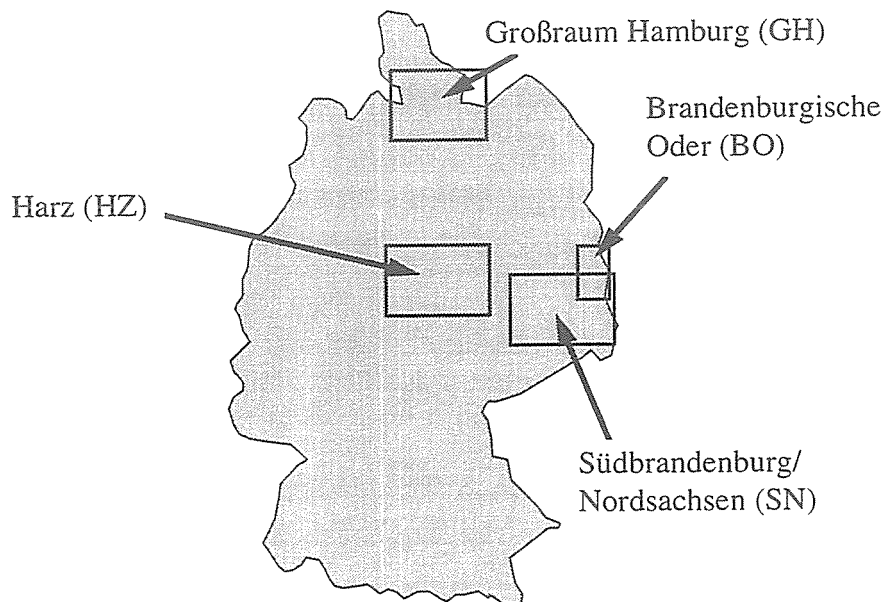 Großraum Hamburg (GH)
Brandenburgische
Oder (BO)
Harz (HZ)
Südbrandenburg/
Nordsachsen (SN)